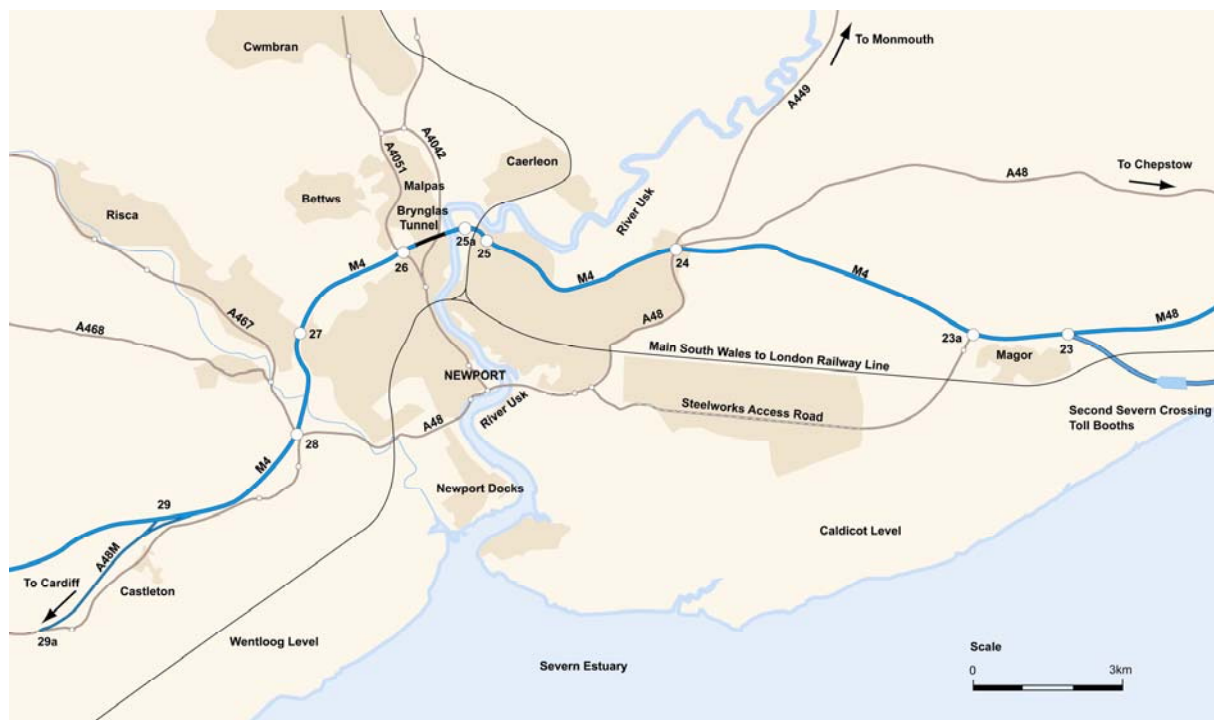 Cwmbran
To Monmouth
A449
A4042
A4051
Caerleon
To Chepstow
A48
Malpas
Bettws
Risca
Brynglas
Tunnel
River Usk
25a
25
26
24
M4
M4
M4
A467
A468
27
A48
M48
23a
23
Magor
Main South Wales to London Railway Line
NEWPORT
River Usk
Steelworks Access Road
Second Severn Crossing
Toll Booths
A48
28
M4
29
Newport Docks
Caldicot Level
A48M
To Cardiff
Castleton
29a
Wentloog Level
Severn Estuary
Scale
0
3km